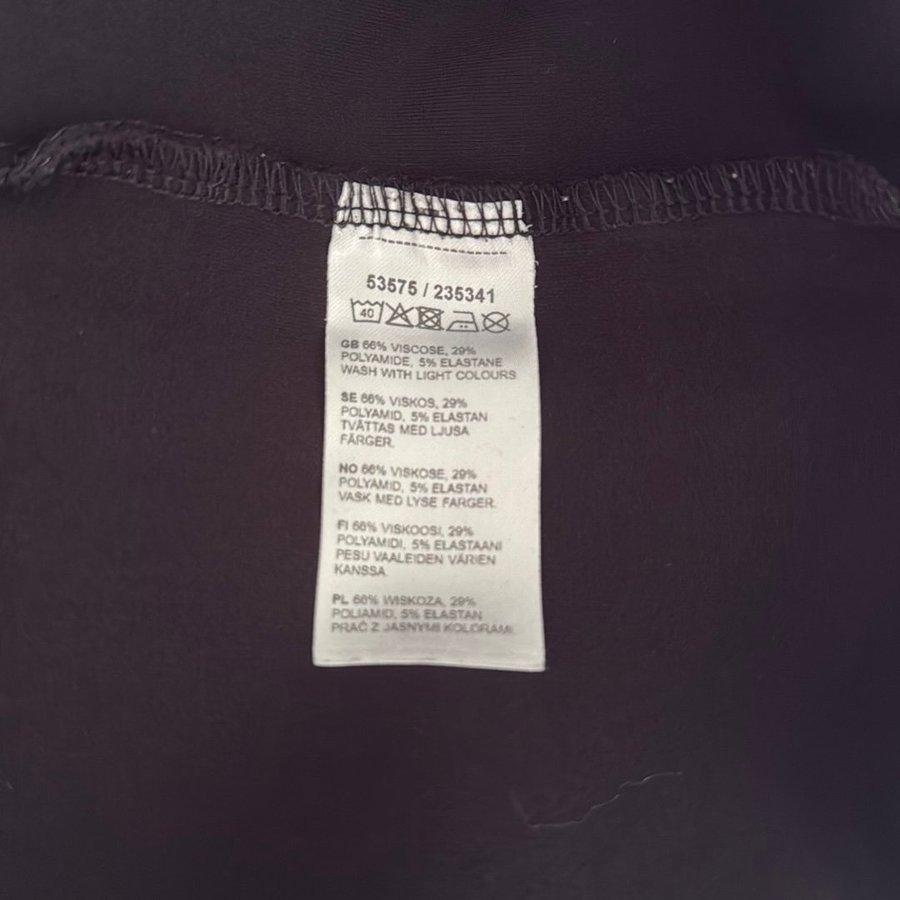 53575 / 235341
40
GB 66% VISCOSE, 29%
POLYAMIDE, 5% ELASTANE
WASH WITH LIGHT COLOURS
SE 66% VISKOS, 29%
POLYAMID, 5% ELASTAN
TVÄTTAS MED LJUSA
FÄRGER.
NO 66% VISKOSE, 29%
POLYAMID, 5% ELASTAN
VASK MED LYSE FARGER.
FI 66% VISKOOSI, 29%
POLYAMIDI, 5% ELASTAANI
PESU VAALEIDEN VÄRIEN
KANSSA
PL 66% WISKOZA, 29%
POLIAMID, 5% ELASTAN
PRAĆ Z JASNYMI KOLORAMI.